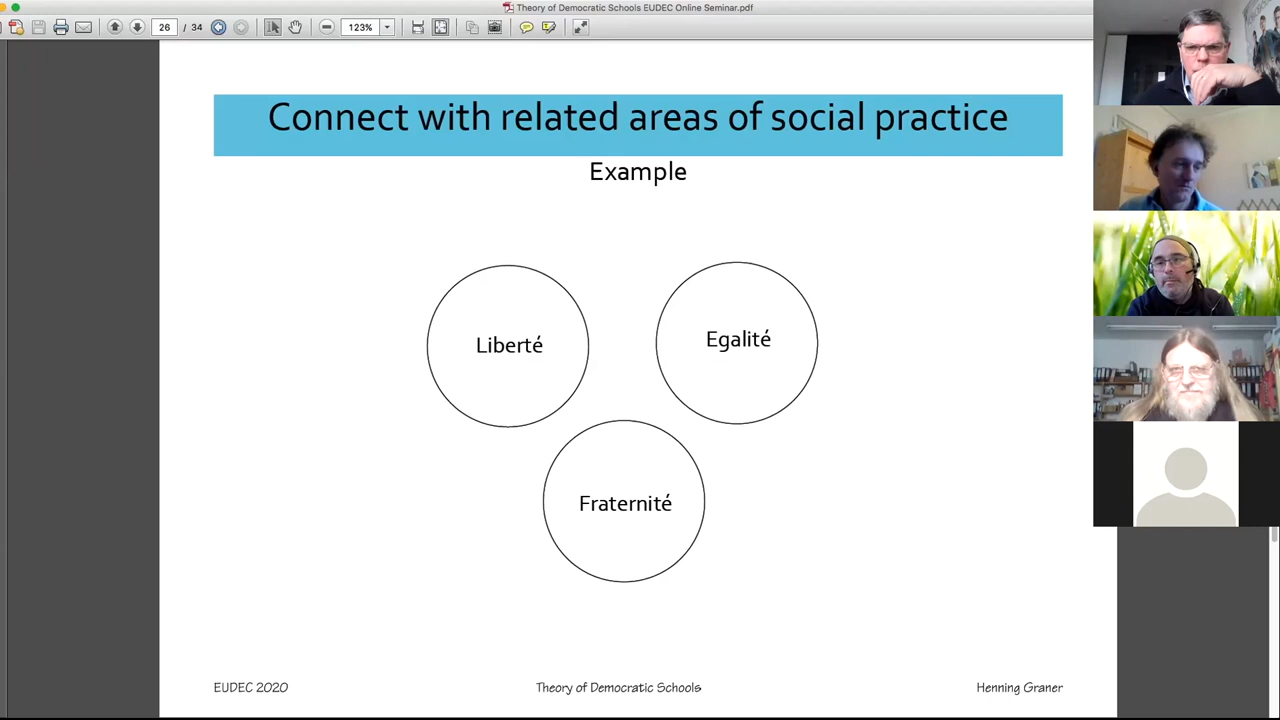 Theory of Democratic Schools EUDEC Online Seminar.pdf
26 / 34
123%
Connect with related areas of social practice
Example
Liberté
Egalité
Fraternité
EUDEC 2020
Theory of Democratic Schools
Henning Graner